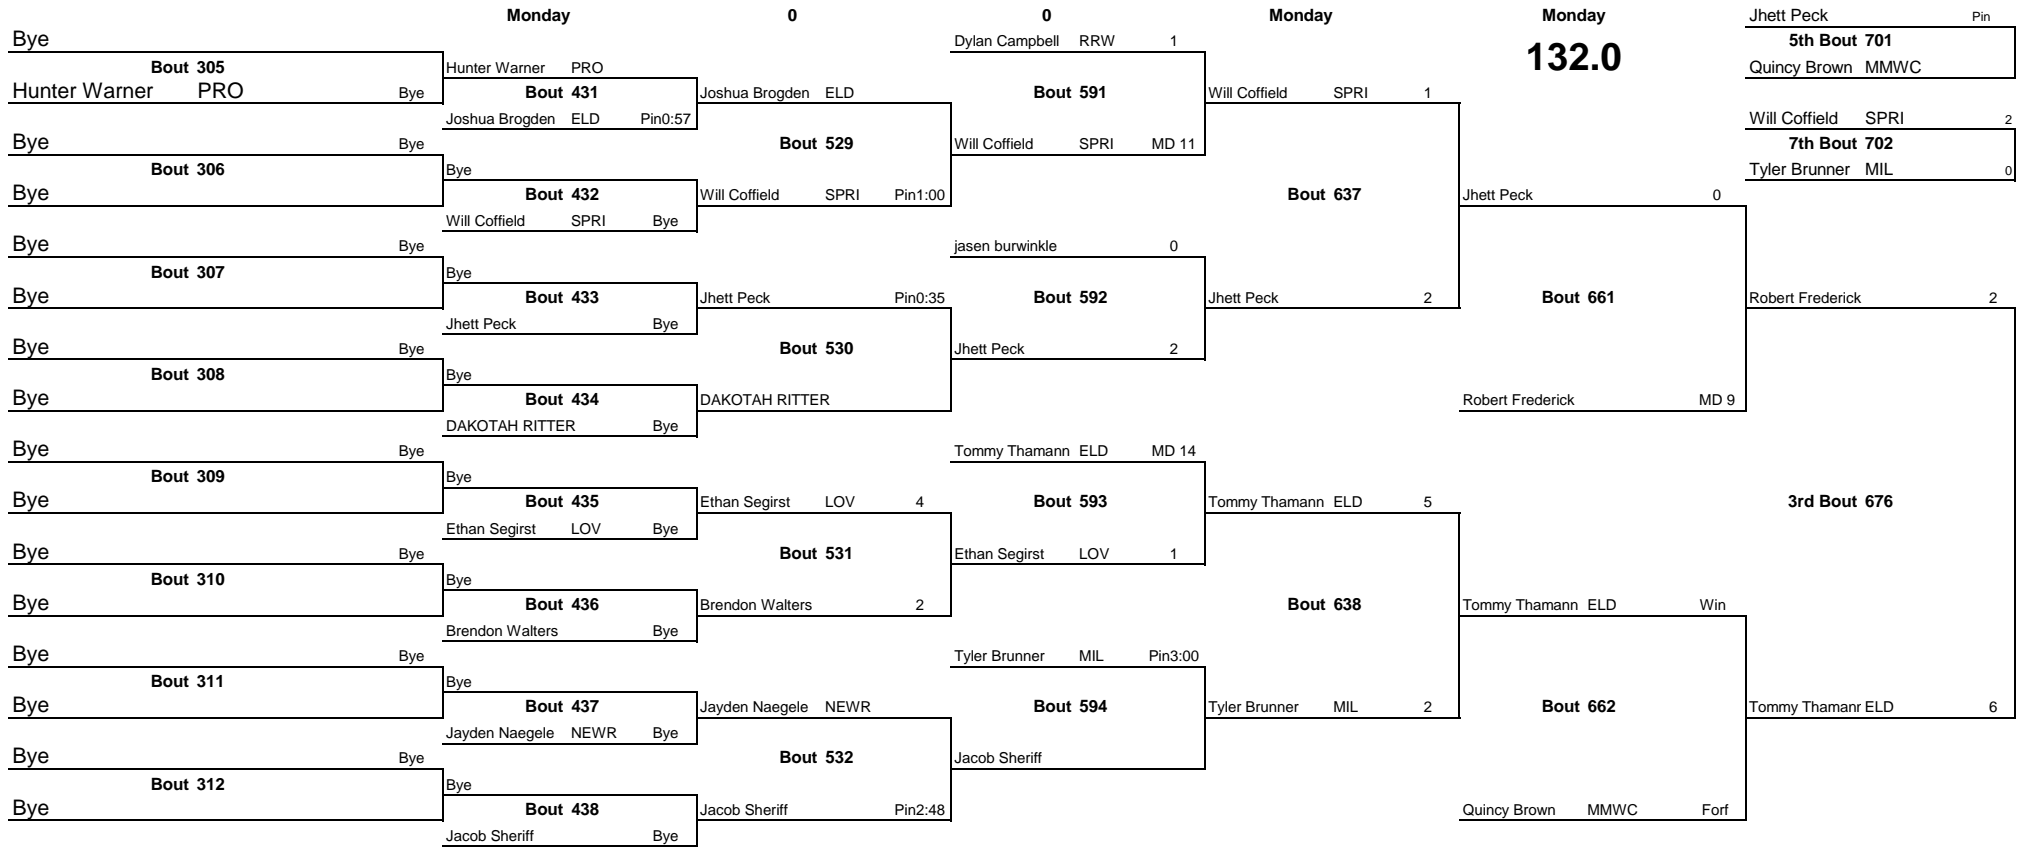 Monday 0 0 Monday Monday Jhett Peck Pin
Bye Dylan Campbell RRW 1 132.0 5th Bout 701
Bout 305 Hunter Warner PRO Quincy Brown MMWC
Hunter Warner PRO Bye Bout 431 Joshua Brogden ELD Bout 591 Will Coffield SPRI 1
Joshua Brogden ELD Pin0:57 Will Coffield SPRI 2
Bye Bye Bout 529 Will Coffield SPRI MD 11 7th Bout 702
Bout 306 Bye Tyler Brunner MIL 0
Bye Bout 432 Will Coffield SPRI Pin1:00 Bout 637 Jhett Peck 0
Will Coffield SPRI Bye
Bye Bye jasen burwinkle 0
Bout 307 Bye
Bye Bout 433 Jhett Peck Pin0:35 Bout 592 Jhett Peck 2 Bout 661 Robert Frederick 2
Jhett Peck Bye
Bye Bye Bout 530 Jhett Peck 2
Bout 308 Bye
Bye Bout 434 DAKOTAH RITTER Robert Frederick MD 9
DAKOTAH RITTER Bye
Bye Bye Tommy Thamann ELD MD 14
Bout 309 Bye
Bye Bout 435 Ethan Segirst LOV 4 Bout 593 Tommy Thamann ELD 5 3rd Bout 676
Ethan Segirst LOV Bye
Bye Bye Bout 531 Ethan Segirst LOV 1
Bout 310 Bye
Bye Bout 436 Brendon Walters 2 Bout 638 Tommy Thamann ELD Win
Brendon Walters Bye
Bye Bye Tyler Brunner MIL Pin3:00
Bout 311 Bye
Bye Bout 437 Jayden Naegele NEWR Bout 594 Tyler Brunner MIL 2 Bout 662 Tommy Thamanr ELD 6
Jayden Naegele NEWR Bye
Bye Bye Bout 532 Jacob Sheriff
Bout 312 Bye
Bye Bout 438 Jacob Sheriff Pin2:48 Quincy Brown MMWC Forf
Jacob Sheriff Bye